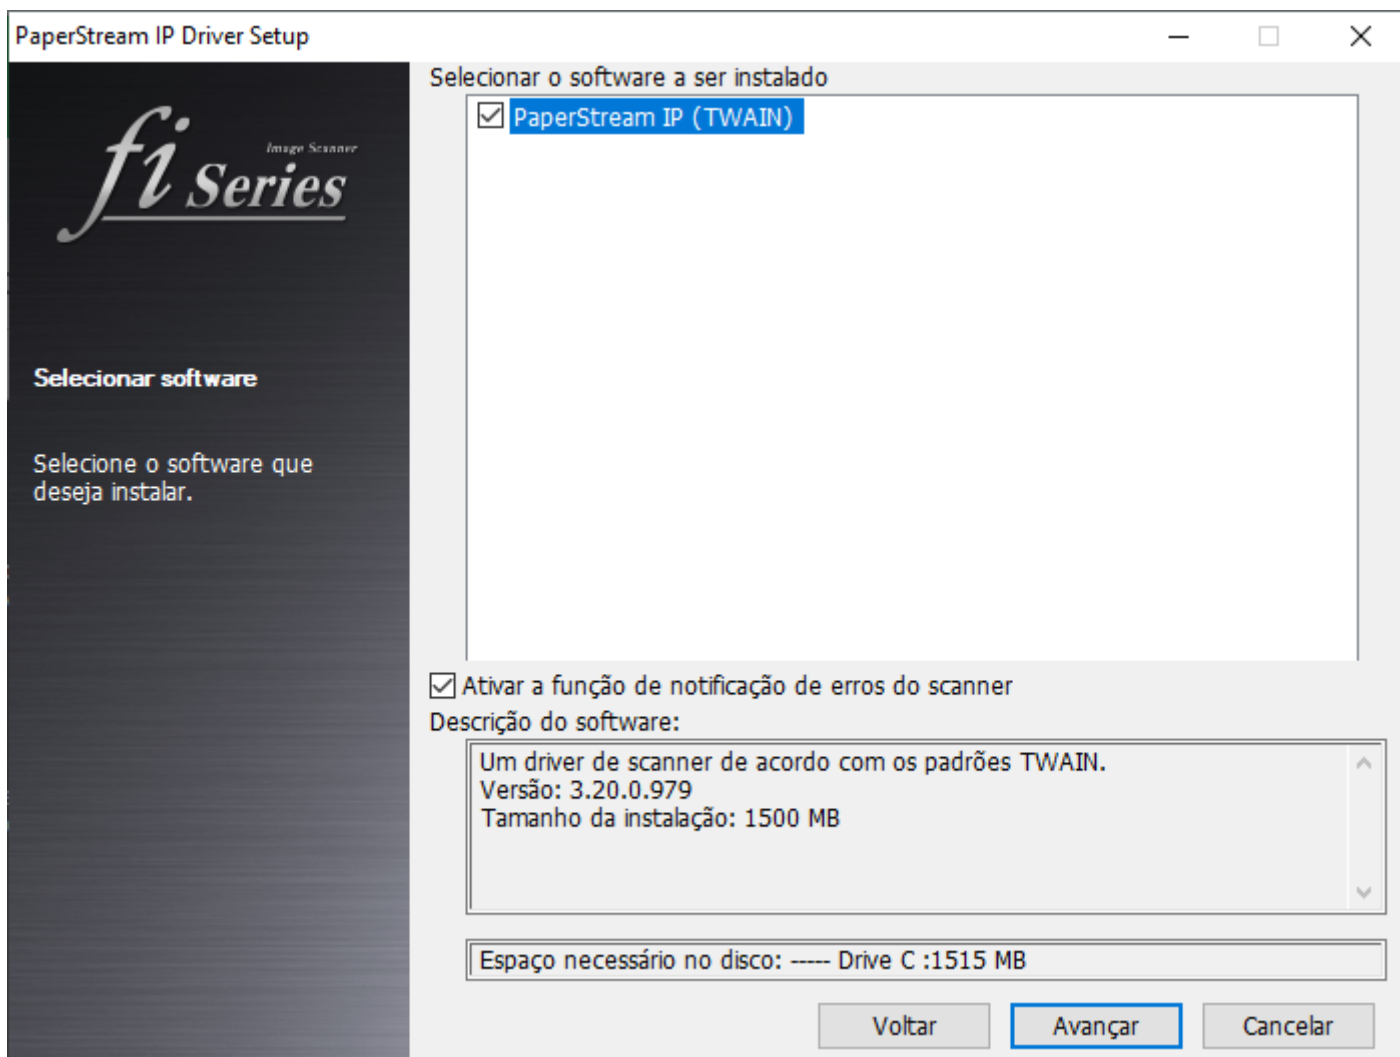 PaperStream IP Driver Setup
Selecionar o software a ser instalado
PaperStream IP (TWAIN)
fi Series
Image Scanner
Selecionar software
Selecione o software que
deseja instalar.
Ativar a função de notificação de erros do scanner
Descrição do software:
Um driver de scanner de acordo com os padrões TWAIN.
Versão: 3.20.0.979
Tamanho da instalação: 1500 MB
Espaço necessário no disco: ----- Drive C :1515 MB
Voltar
Avançar
Cancelar